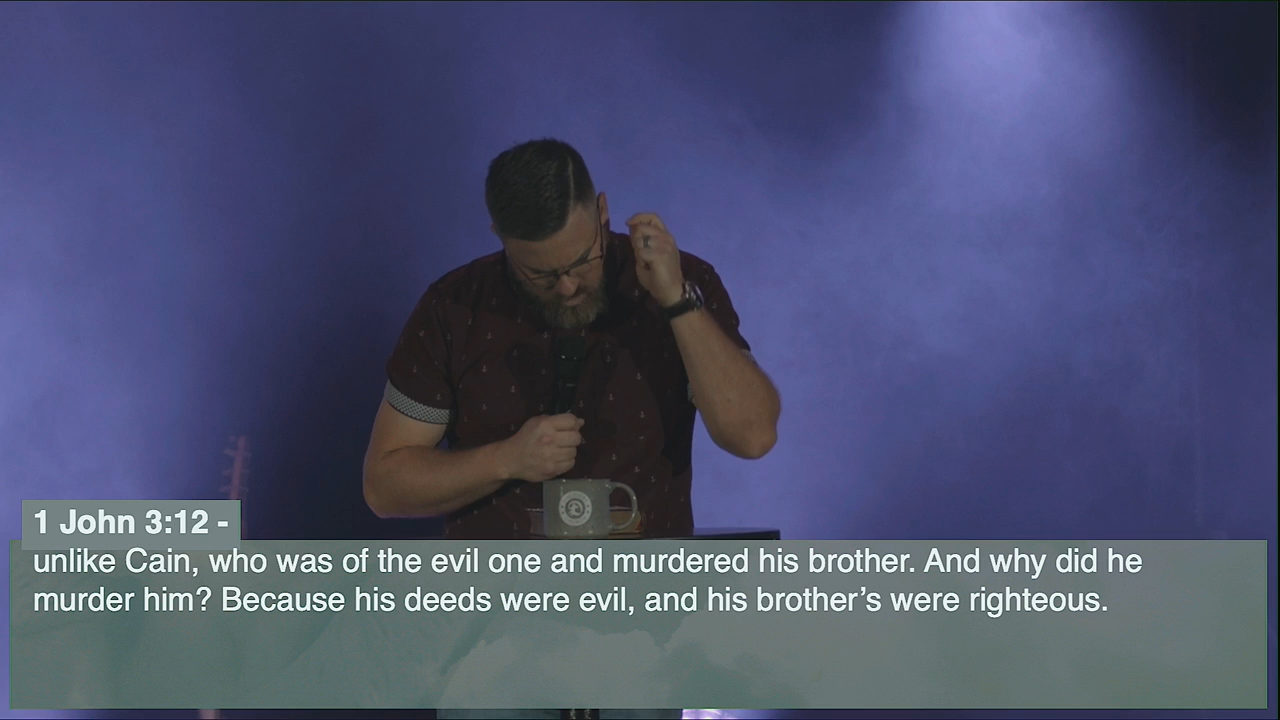 1 John 3:12 -
unlike Cain, who was of the evil one and murdered his brother. And why did he
murder him? Because his deeds were evil, and his brother’s were righteous.